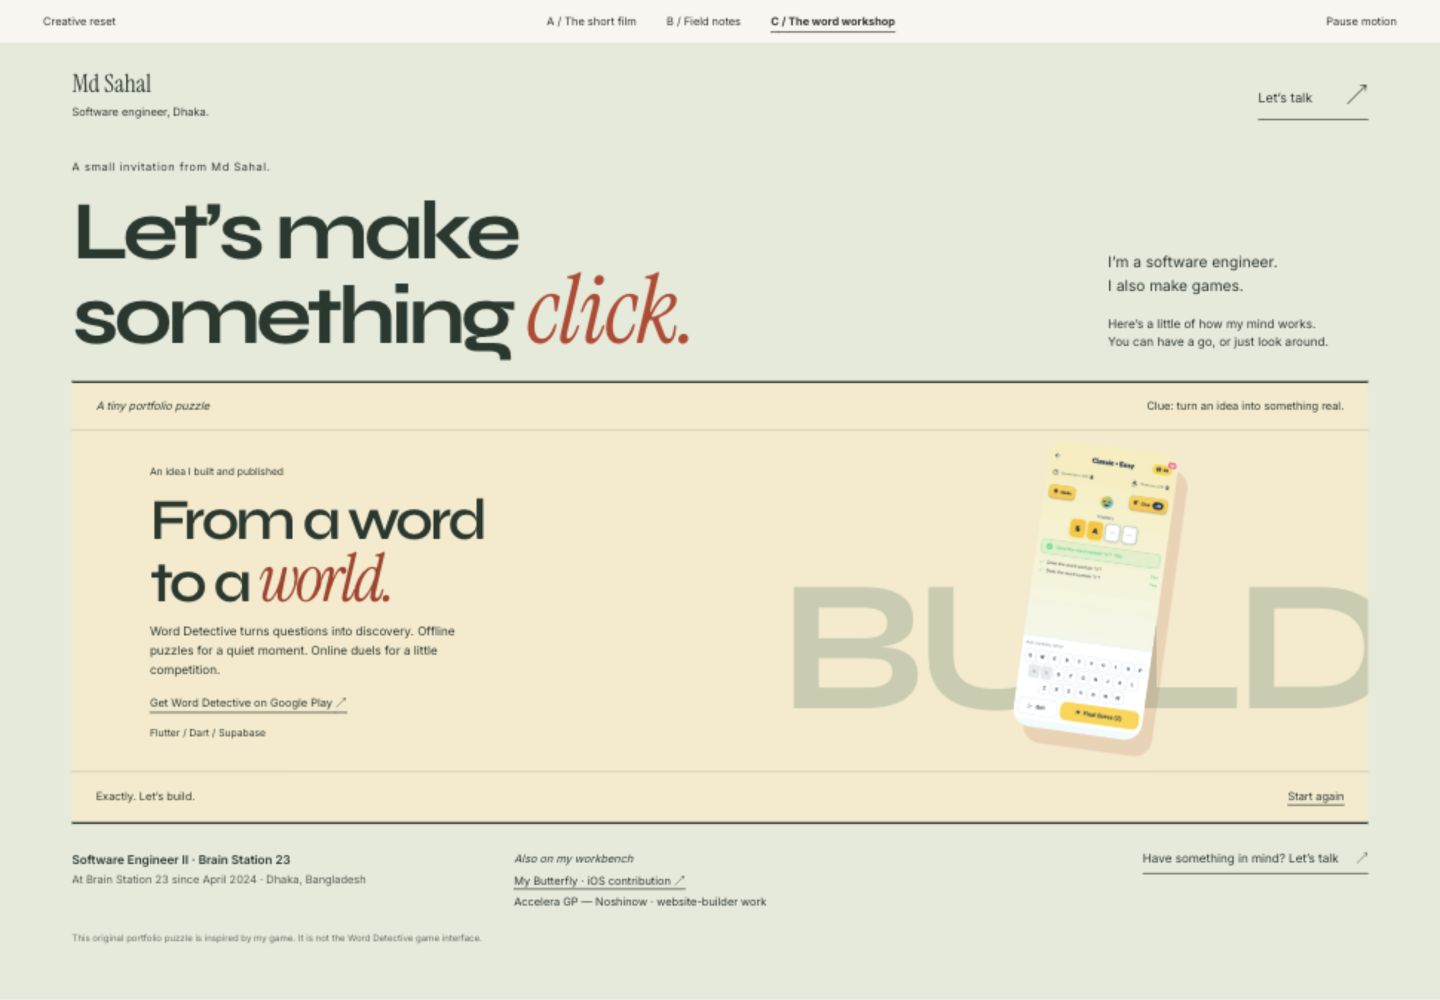 Creative reset
A / The short film
B / Field notes
C / The word workshop
Pause motion
Md Sahal
Software engineer, Dhaka.
Let's talk
A small invitation from Md Sahal.
Let's make
something click.
I'm a software engineer.
I also make games.
Here's a little of how my mind works.
You can have a go, or just look around.
A tiny portfolio puzzle
Clue: turn an idea into something real.
An idea I built and published
From a word
to a world.
Word Detective turns questions into discovery. Offline
puzzles for a quiet moment. Online duels for a little
competition.
Get Word Detective on Google Play
Flutter / Dart / Supabase
Classic • Easy
S A
BU LD
Exactly. Let's build.
Start again
Software Engineer II · Brain Station 23
At Brain Station 23 since April 2024 · Dhaka, Bangladesh
Also on my workbench
My Butterfly · iOS contribution
Accelera GP — Noshinow · website-builder work
Have something in mind? Let's talk
This original portfolio puzzle is inspired by my game. It is not the Word Detective game interface.